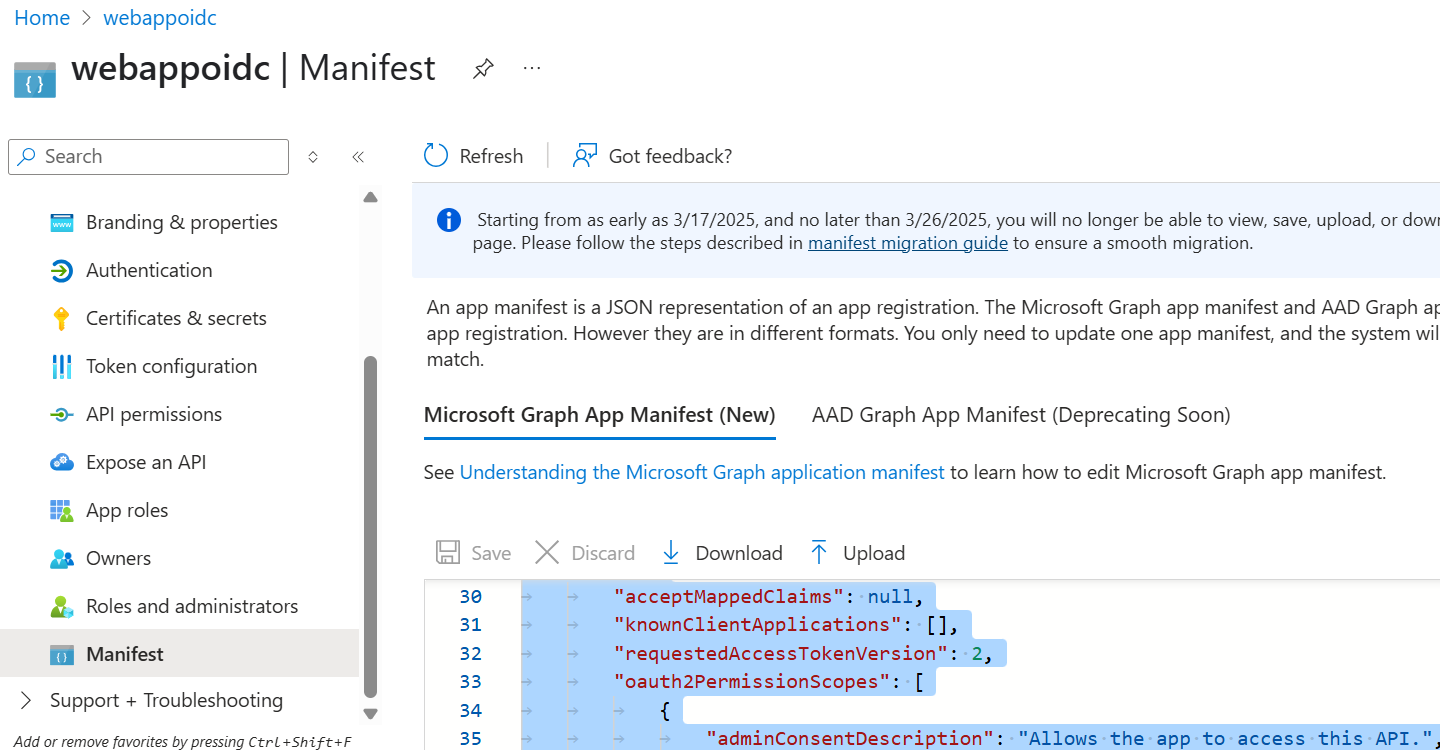 Home > webappoidc
webappoidc | Manifest
Search
Branding & properties
Authentication
Certificates & secrets
Token configuration
API permissions
Expose an API
App roles
Owners
Roles and administrators
Manifest
Support + Troubleshooting
Add or remove favorites by pressing Ctrl+Shift+F
Refresh
Got feedback?
Starting from as early as 3/17/2025, and no later than 3/26/2025, you will no longer be able to view, save, upload, or
page. Please follow the steps described in manifest migration guide to ensure a smooth migration.
An app manifest is a JSON representation of an app registration. The Microsoft Graph app manifest and AAD Graph
app registration. However they are in different formats. You only need to update one app manifest, and the system
match.
Microsoft Graph App Manifest (New)
AAD Graph App Manifest (Deprecating Soon)
See Understanding the Microsoft Graph application manifest to learn how to edit Microsoft Graph app manifest.
Save
Discard
Download
Upload
30 "acceptMappedClaims": null,
31 "knownClientApplications": [],
32 "requestedAccessTokenVersion": 2,
33 "oauth2PermissionScopes": [
34 {
35 "adminConsentDescription": "Allows the app to access this API.",